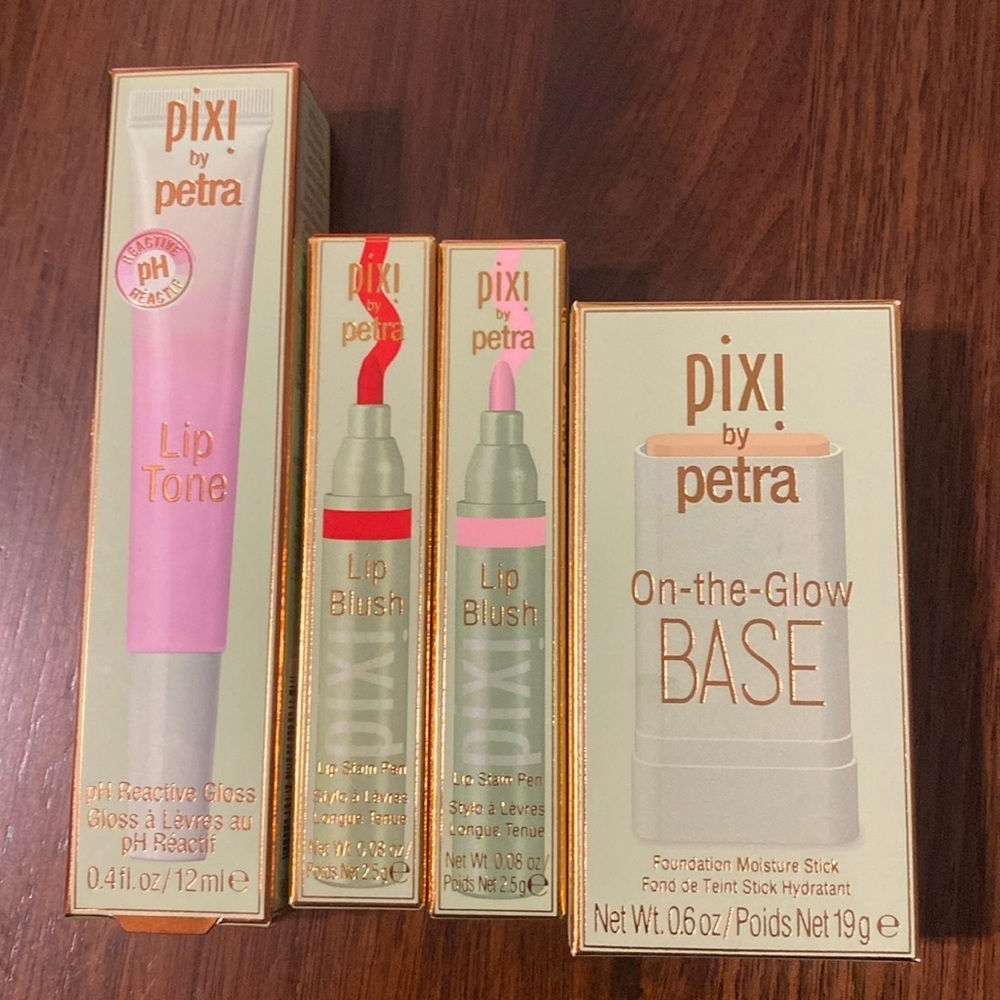 pixi
by
petra
REACTIVE
pH
RÉACTIF
Lip
Tone
pH Reactive Gloss
Gloss à Lèvres au
pH Réactif
0.4 fl.oz/12ml e
pixi
by
petra
Lip
Blush
pixi
Lip Stain Pen
Stylo à Lèvres
Longue Tenue
Net Wt. 0.08 oz/
Poids Net 2.5g e
pixi
by
petra
Lip
Blush
pixi
Lip Stain Pen
Stylo à Lèvres
Longue Tenue
Net Wt. 0.08 oz/
Poids Net 2.5g e
pixi
by
petra
On-the-Glow
BASE
Foundation Moisture Stick
Fond de Teint Stick Hydratant
Net Wt. 0.6 oz/Poids Net 19g e